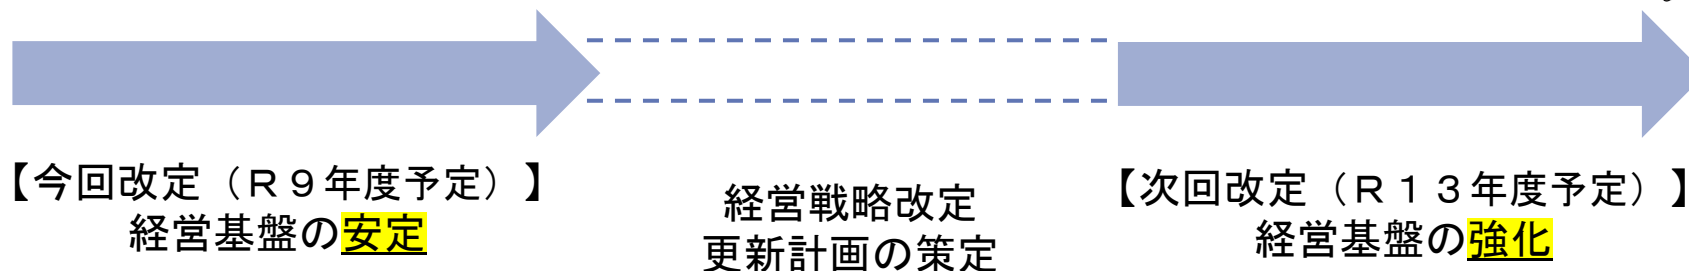 【今回改定（Ｒ９年度予定）】
経営基盤の安定
経営戦略改定
更新計画の策定
【次回改定（Ｒ１３年度予定）】
経営基盤の強化